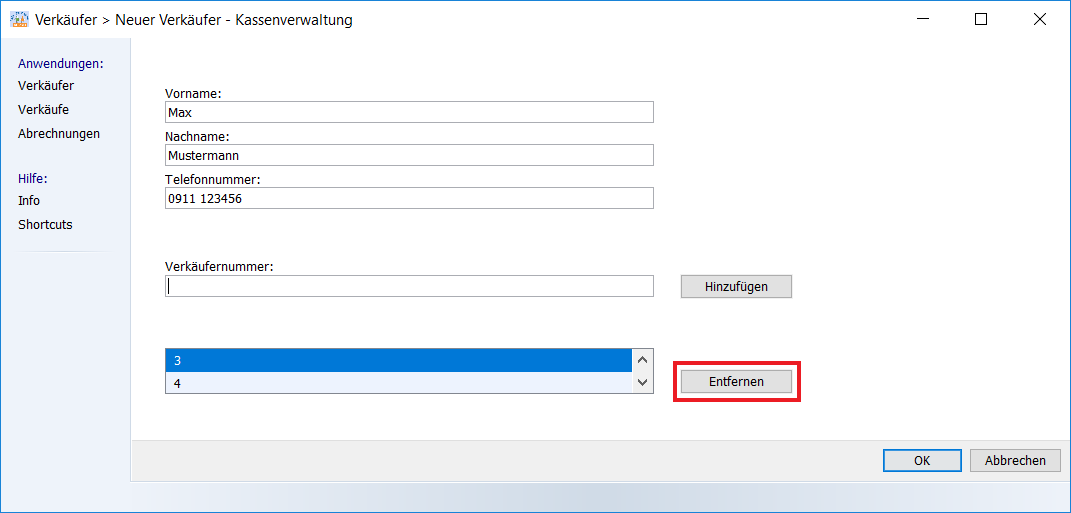 Verkäufer > Neuer Verkäufer - Kassenverwaltung
Anwendungen:
Verkäufer
Verkäufe
Abrechnungen
Hilfe:
Info
Shortcuts
Vorname:
Max
Nachname:
Mustermann
Telefonnummer:
0911 123456
Verkäufernummer:
Hinzufügen
3
4
Entfernen
OK
Abbrechen